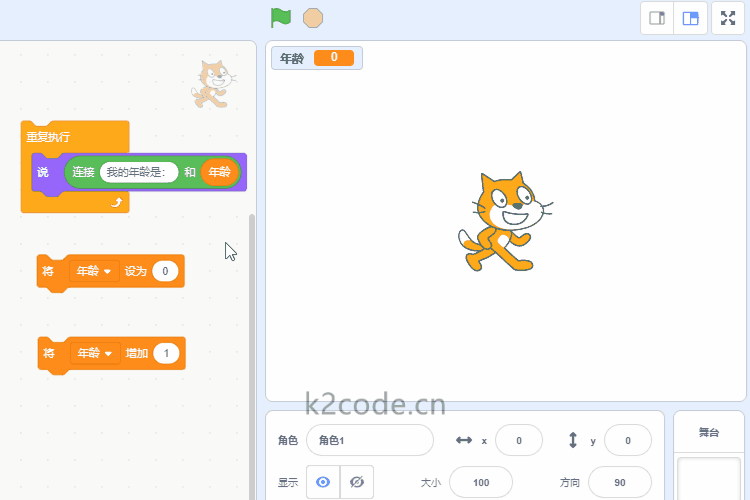 年龄 0
重复执行
说 连接 我的年龄是: 和 年龄
将 年龄 设为 0
将 年龄 增加 1
k2code.cn
角色 角色1 x 0 y 0
显示 大小 100 方向 90
舞台